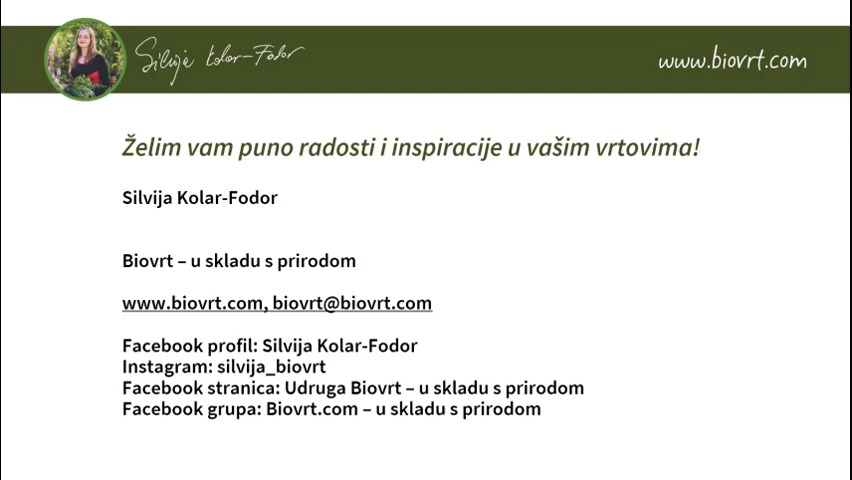 Silvija Kolar-Fodor
www.biovrt.com
Želim vam puno radosti i inspiracije u vašim vrtovima!
Silvija Kolar-Fodor
Biovrt – u skladu s prirodom
www.biovrt.com, biovrt@biovrt.com
Facebook profil: Silvija Kolar-Fodor
Instagram: silvija_biovrt
Facebook stranica: Udruga Biovrt – u skladu s prirodom
Facebook grupa: Biovrt.com – u skladu s prirodom